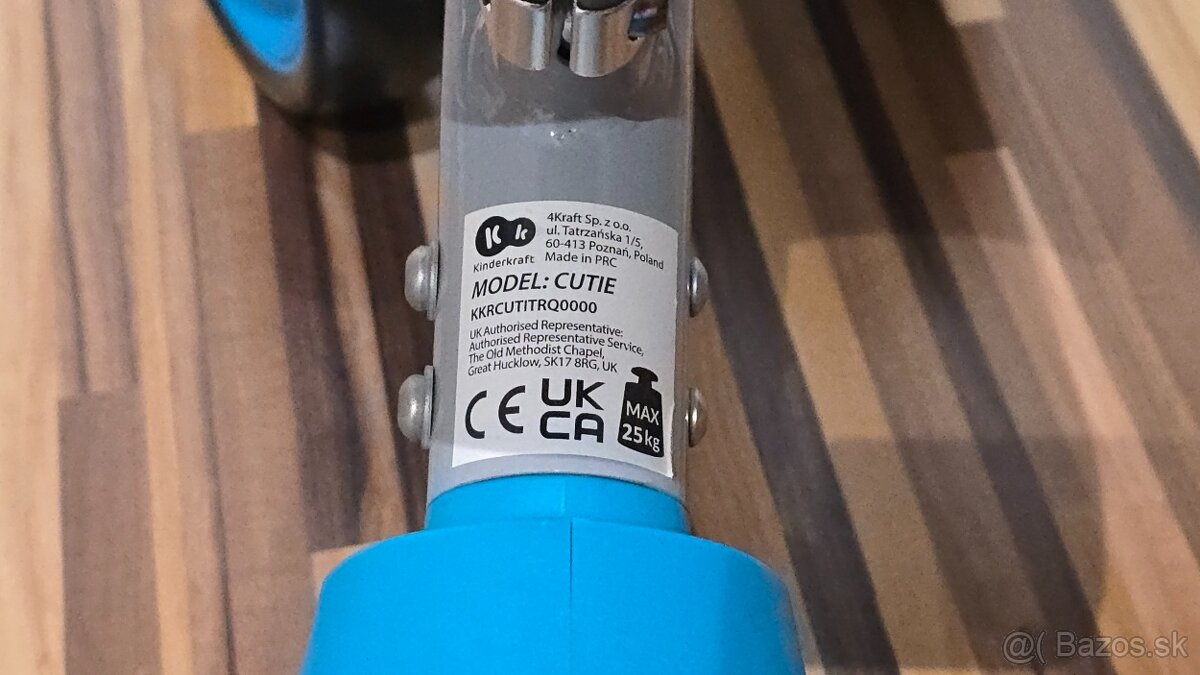 K k
Kinderkraft
4Kraft Sp. z o.o.
ul. Tatrzańska 1/5,
60-413 Poznań, Poland
Made in PRC
MODEL: CUTIE
KKRCUTITRQ0000
UK Authorised Representative:
Authorised Representative Service,
The Old Methodist Chapel,
Great Hucklow, SK17 8RG, UK
CE
UK
CA
MAX
25kg
@( Bazos.sk